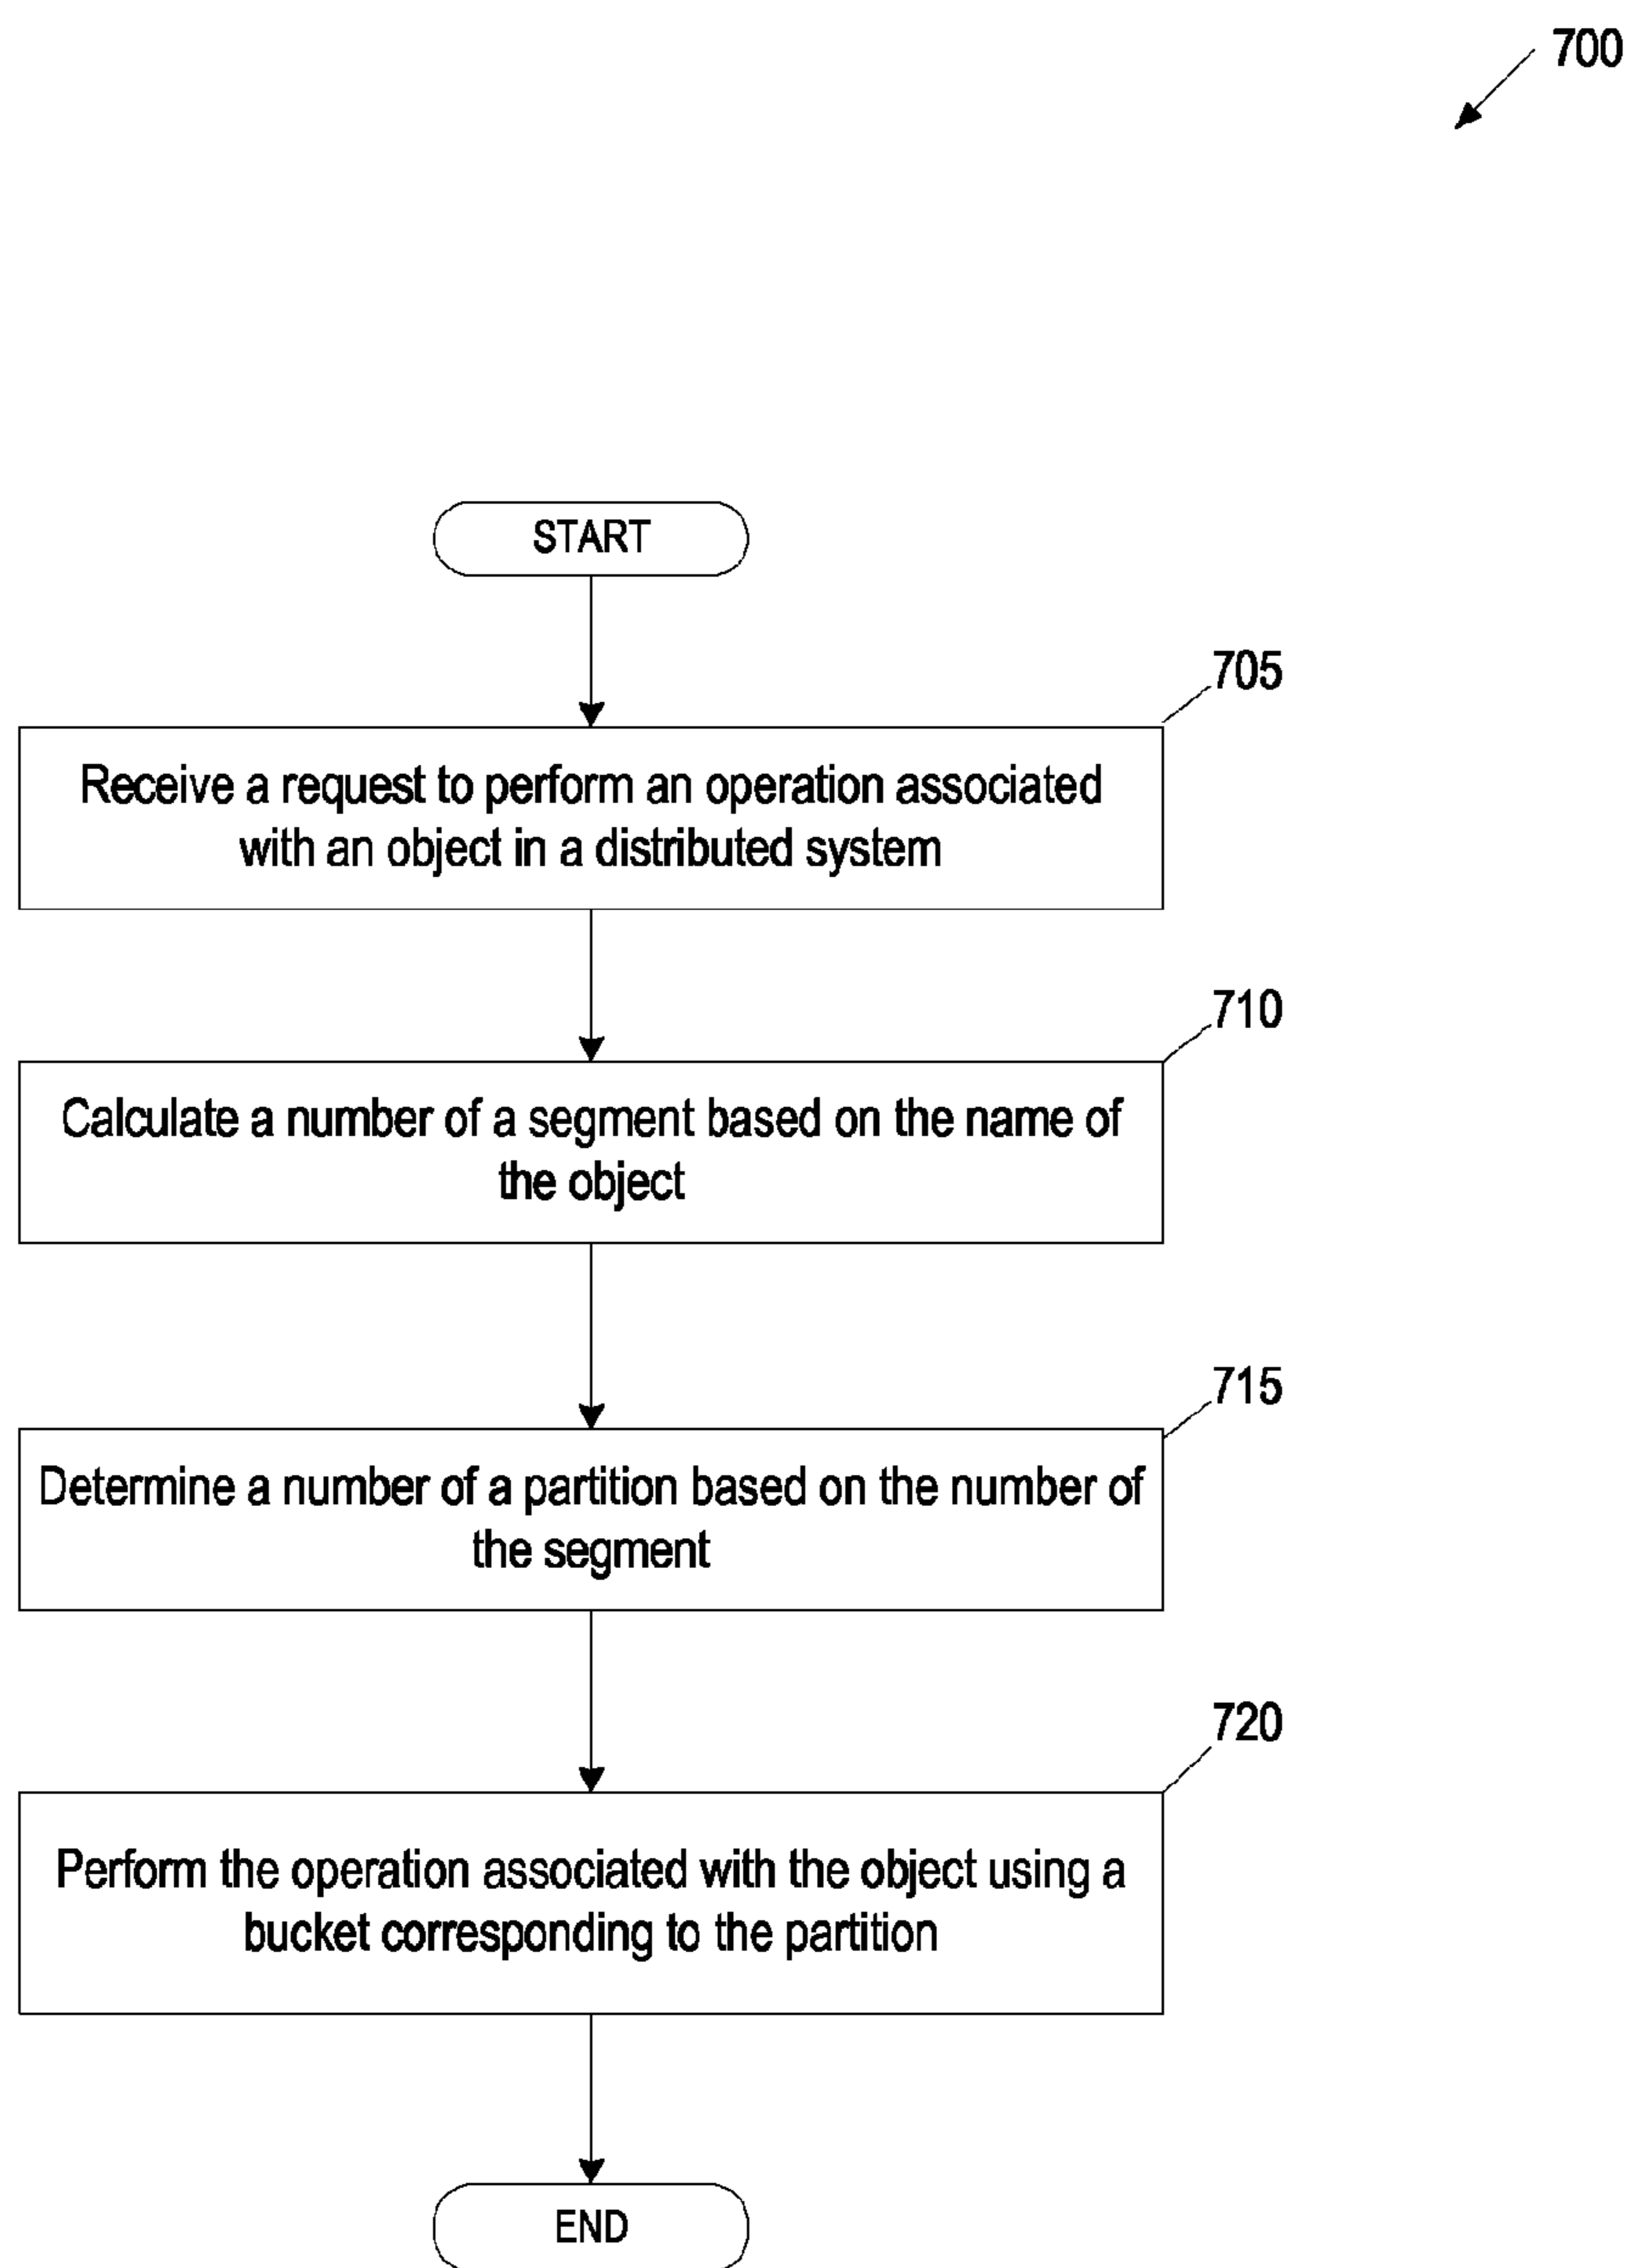 700
START
705
Receive a request to perform an operation associated
with an object in a distributed system
710
Calculate a number of a segment based on the name of
the object
715
Determine a number of a partition based on the number of
the segment
720
Perform the operation associated with the object using a
bucket corresponding to the partition
END